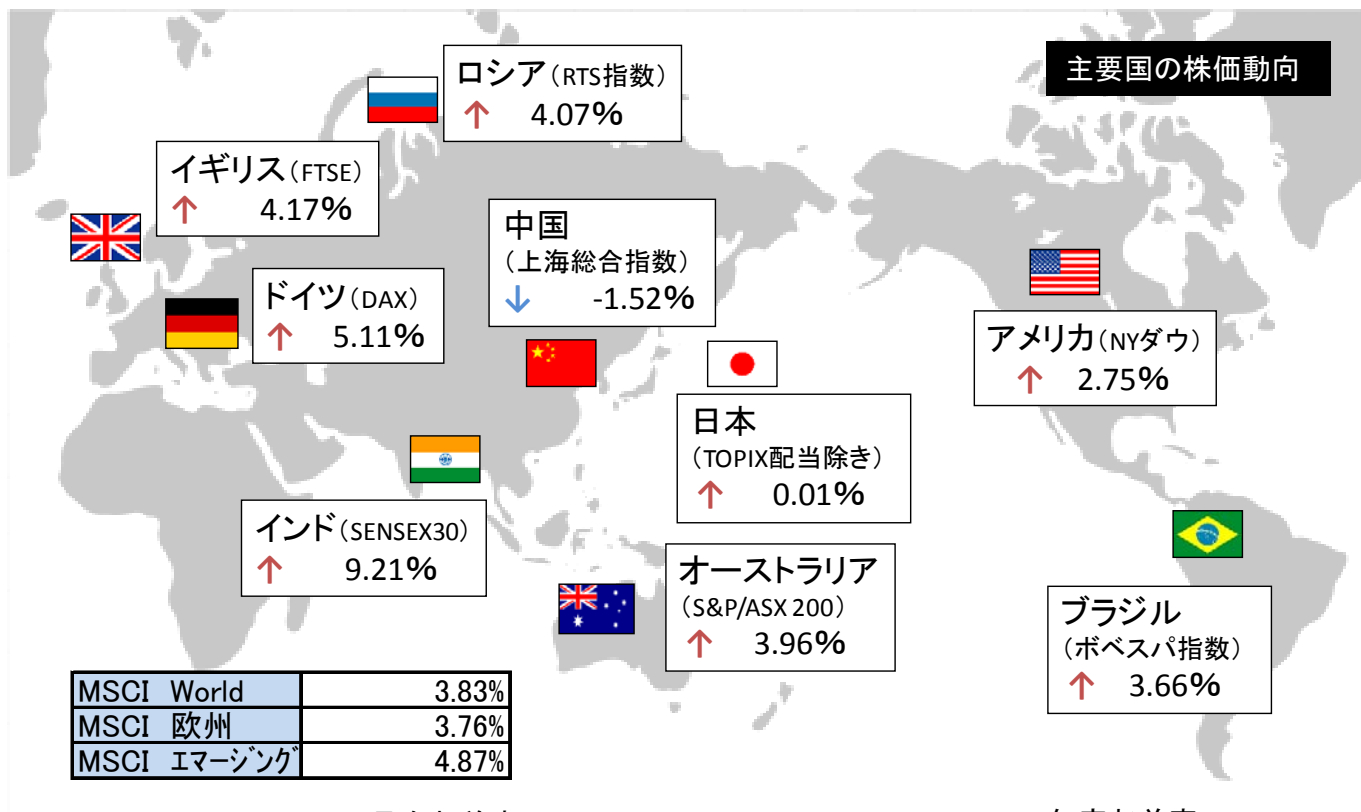 主要国の株価動向
ロシア（RTS指数）
↑ 4.07%
イギリス（FTSE）
↑ 4.17%
中国
（上海総合指数）
↓ -1.52%
ドイツ（DAX）
↑ 5.11%
アメリカ（NYダウ）
↑ 2.75%
日本
（TOPIX配当除き）
↑ 0.01%
インド（SENSEX30）
↑ 9.21%
オーストラリア
（S&P/ASX 200）
↑ 3.96%
ブラジル
（ボベスパ指数）
↑ 3.66%
MSCI World 3.83%
MSCI 欧州 3.76%
MSCI エマージング 4.87%